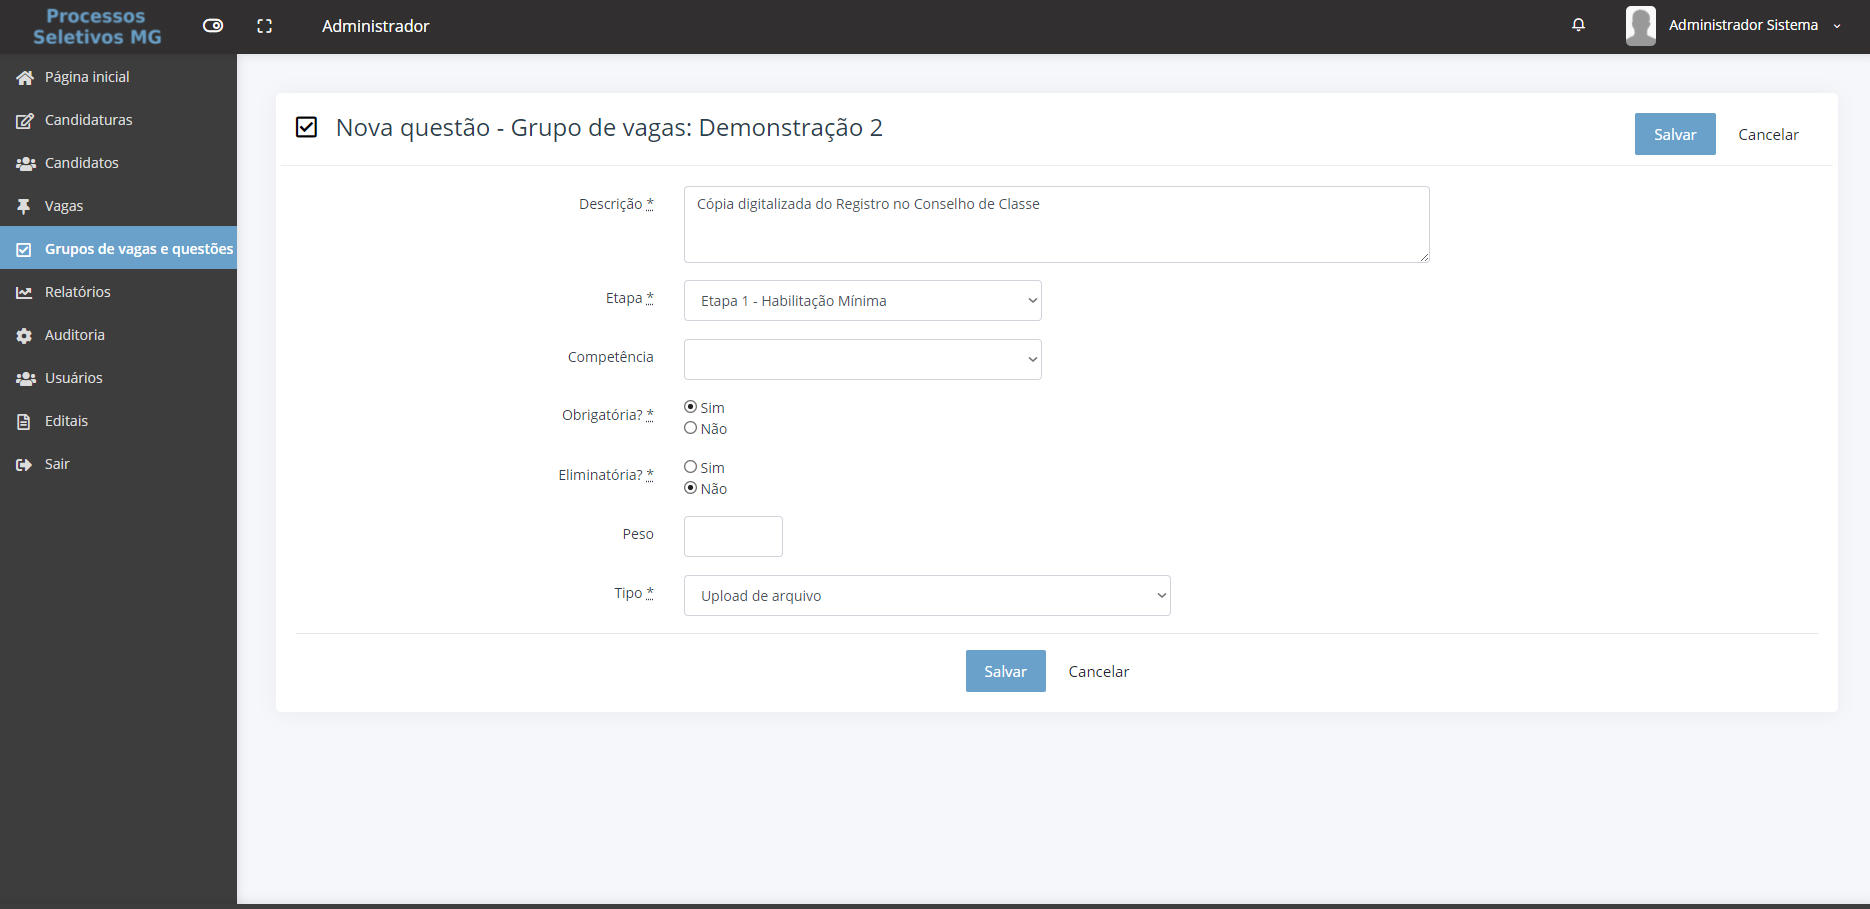 Processos
Seletivos MG
Administrador
Administrador Sistema
Página inicial
Candidaturas
Candidatos
Vagas
Grupos de vagas e questões
Relatórios
Auditoria
Usuários
Editais
Sair
Nova questão - Grupo de vagas: Demonstração 2
Salvar
Cancelar
Descrição *
Cópia digitalizada do Registro no Conselho de Classe
Etapa *
Etapa 1 - Habilitação Mínima
Competência
Obrigatória? *
Sim
Não
Eliminatória? *
Sim
Não
Peso
Tipo *
Upload de arquivo
Salvar
Cancelar